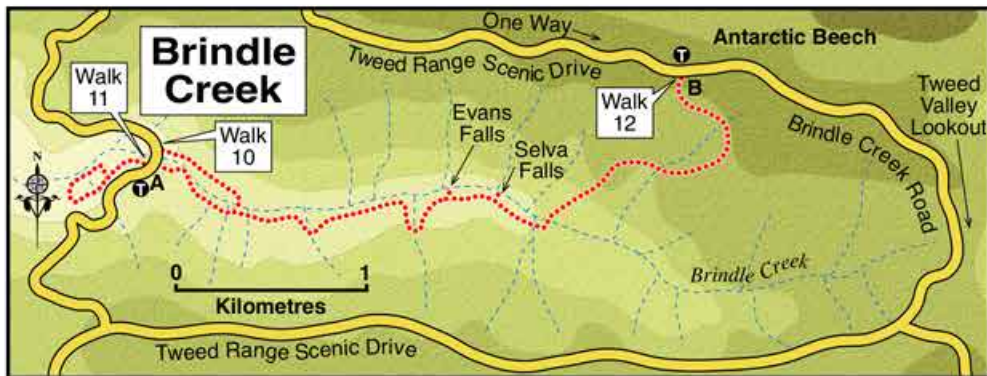 One Way
Antarctic Beech
Tweed Range Scenic Drive
Brindle
Creek
Walk
11
Walk
10
T
A
N
T
B
Walk
12
Evans
Falls
Selva
Falls
Tweed
Valley
Lookout
Brindle Creek Road
Brindle Creek
0 1
Kilometres
Tweed Range Scenic Drive